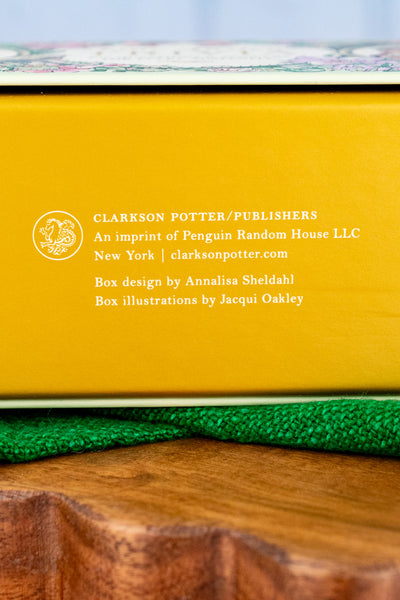 CLARKSON POTTER/PUBLISHERS
An imprint of Penguin Random House LLC
New York | clarksonpotter.com
Box design by Annalisa Sheldahl
Box illustrations by Jacqui Oakley